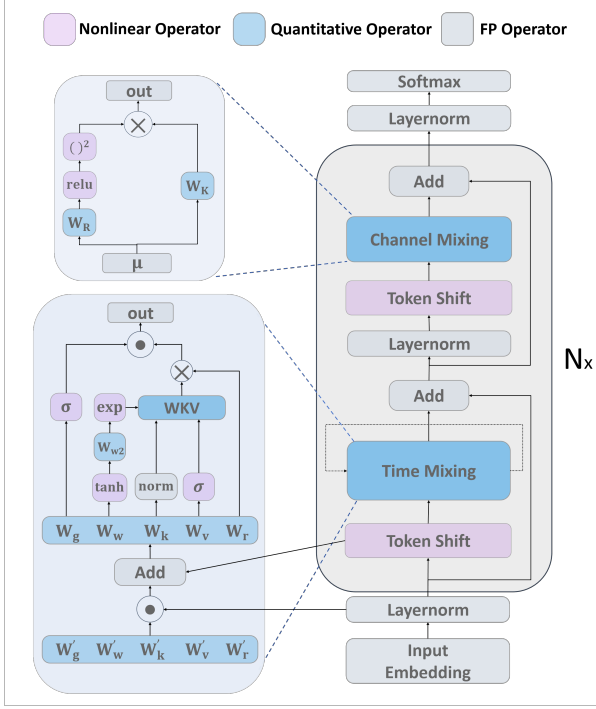 Nonlinear Operator Quantitative Operator FP Operator
out
×
( )²
relu
W_K
W_R
μ
Softmax
Layernorm
Add
Channel Mixing
Token Shift
Layernorm
Add
Time Mixing
Token Shift
Layernorm
Input
Embedding
N_X
out
σ exp WKV
W_w2
tanh norm σ
W_g W_w W_k W_v W_r
Add
W'_g W'_w W'_k W'_v W'_r